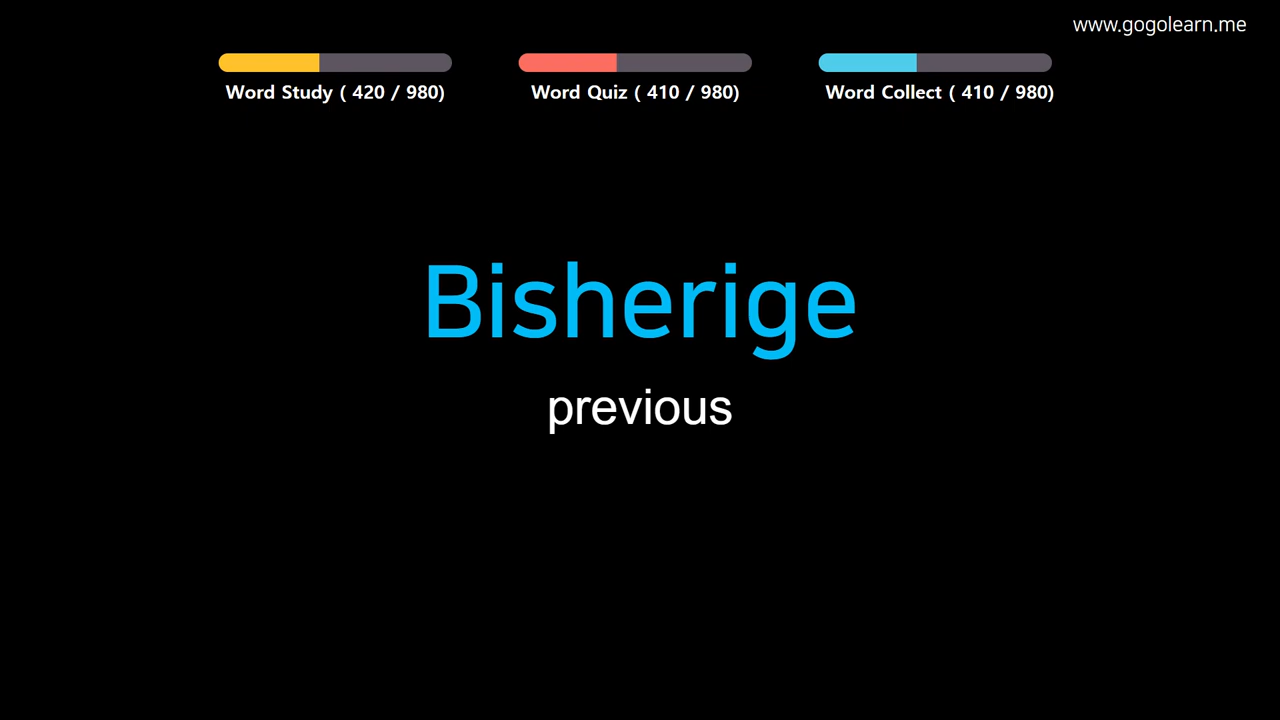 www.gogolearn.me
Word Study ( 420 / 980)
Word Quiz ( 410 / 980)
Word Collect ( 410 / 980)
Bisherige
previous